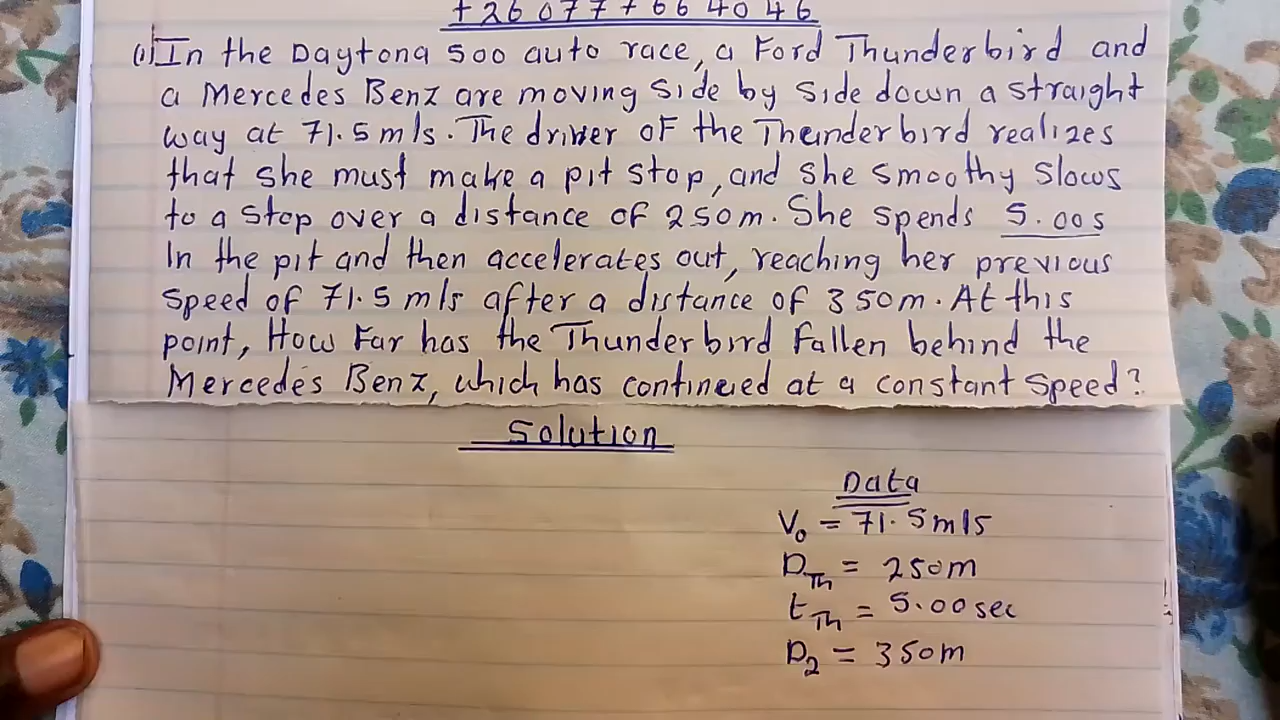 +260777664046
(1) In the Daytona 500 auto race, a Ford Thunderbird and
a Mercedes Benz are moving side by side down a straight
way at 71.5 m/s. The driver of the Thunderbird realizes
that she must make a pit stop, and she smoothy slows
to a stop over a distance of 250m. She spends 5.00s
In the pit and then accelerates out, reaching her previous
speed of 71.5 m/s after a distance of 350m. At this
point, How Far has the Thunderbird fallen behind the
Mercedes Benz, which has continued at a constant speed?
Solution
Data
V₀ = 71.5m/s
D_Th = 250m
t_Th = 5.00sec
D₂ = 350m